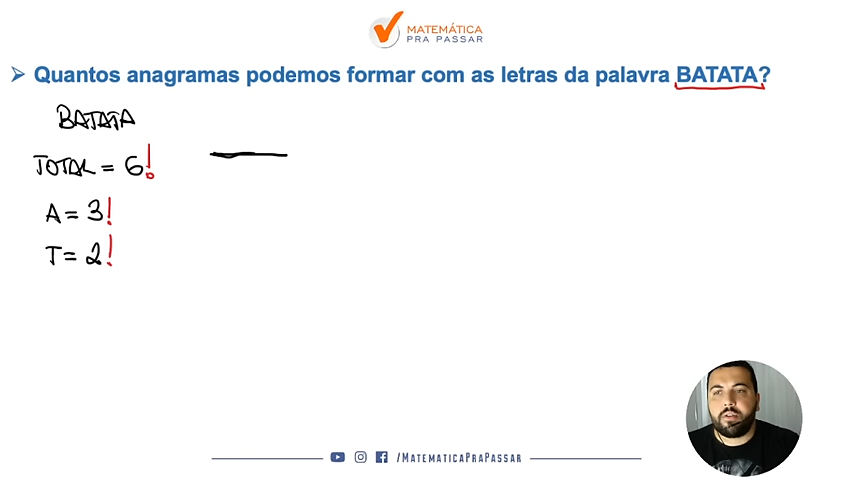 MATEMÁTICA
PRA PASSAR
➢ Quantos anagramas podemos formar com as letras da palavra BATATA?
BATATA
TOTAL = 6!
A = 3!
T = 2!
/MATEMATICAPRAPASSAR